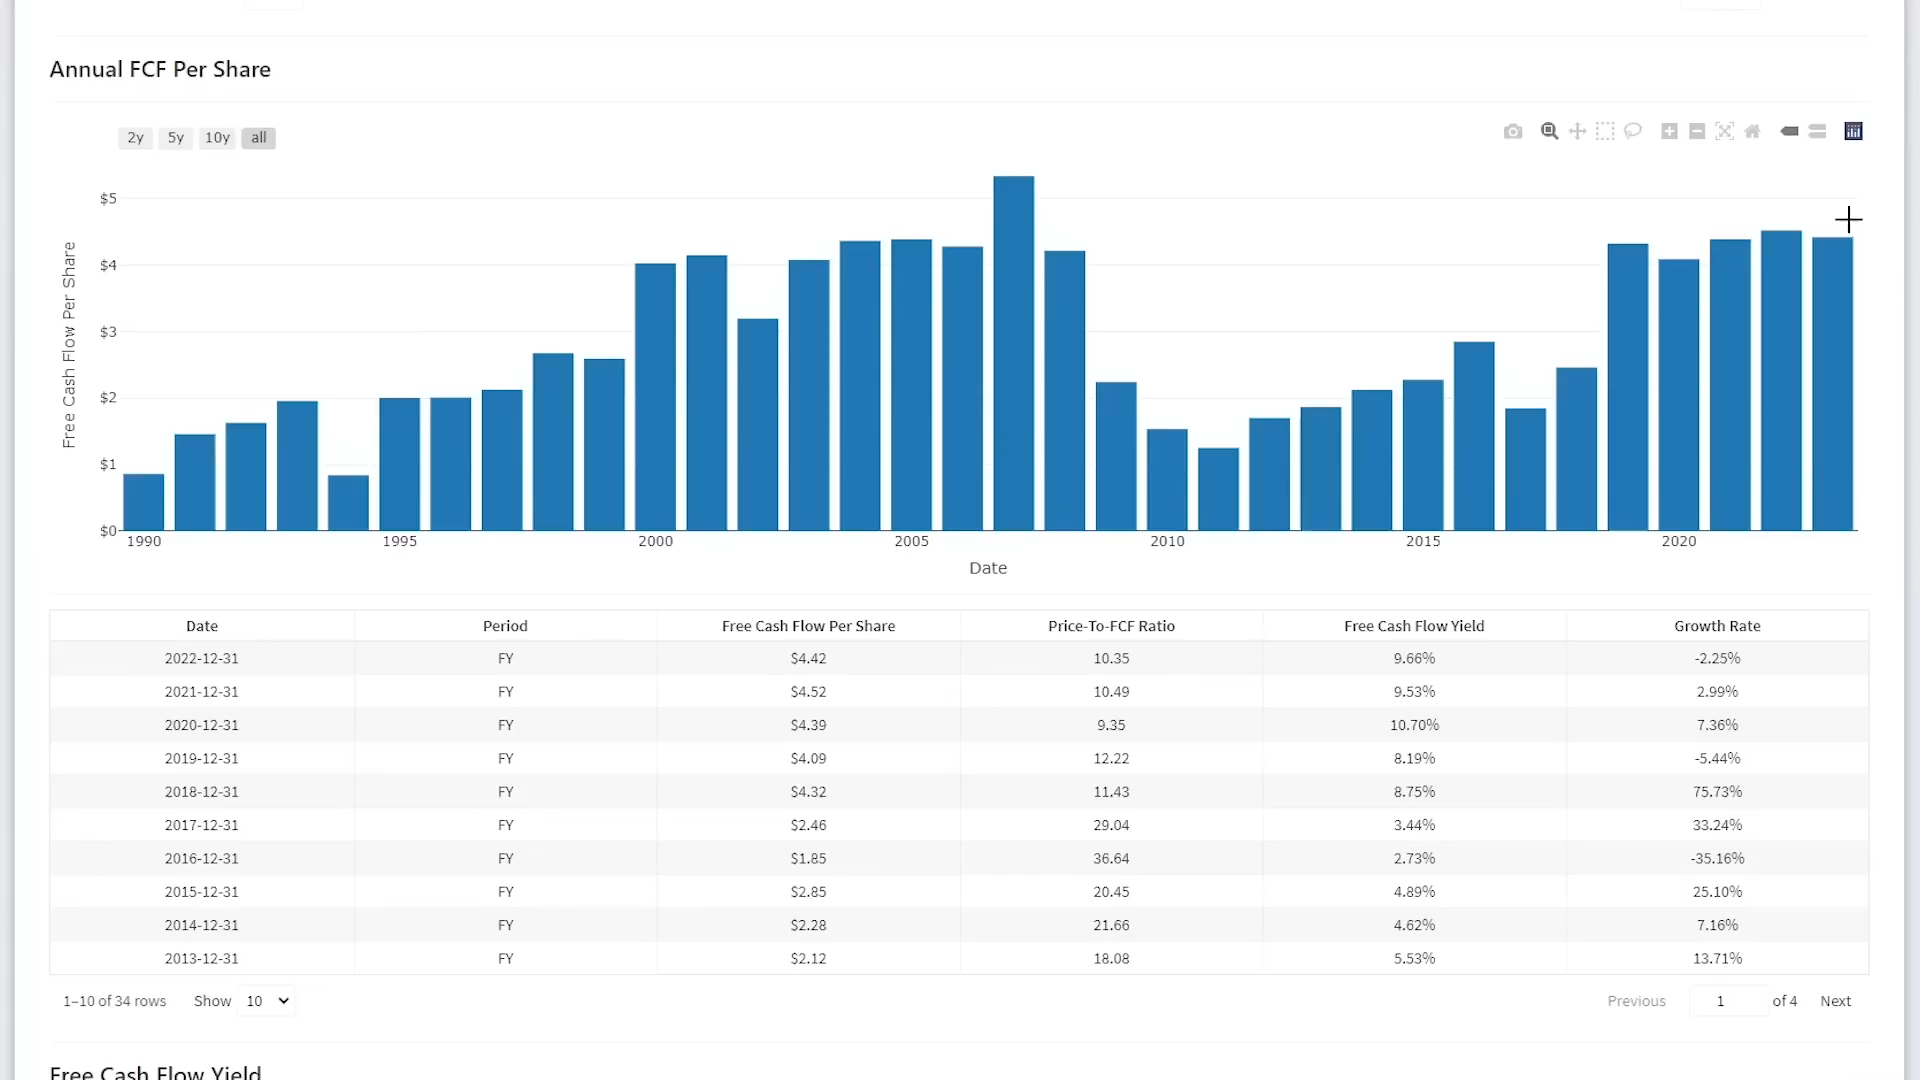 Annual FCF Per Share
2y 5y 10y all
$5
$4
$3
$2
$1
$0
Free Cash Flow Per Share
1990 1995 2000 2005 2010 2015 2020
Date
Date Period Free Cash Flow Per Share Price-To-FCF Ratio Free Cash Flow Yield Growth Rate
2022-12-31 FY $4.42 10.35 9.66% -2.25%
2021-12-31 FY $4.52 10.49 9.53% 2.99%
2020-12-31 FY $4.39 9.35 10.70% 7.36%
2019-12-31 FY $4.09 12.22 8.19% -5.44%
2018-12-31 FY $4.32 11.43 8.75% 75.73%
2017-12-31 FY $2.46 29.04 3.44% 33.24%
2016-12-31 FY $1.85 36.64 2.73% -35.16%
2015-12-31 FY $2.85 20.45 4.89% 25.10%
2014-12-31 FY $2.28 21.66 4.62% 7.16%
2013-12-31 FY $2.12 18.08 5.53% 13.71%
1–10 of 34 rows Show 10 Previous 1 of 4 Next
Free Cash Flow Yield